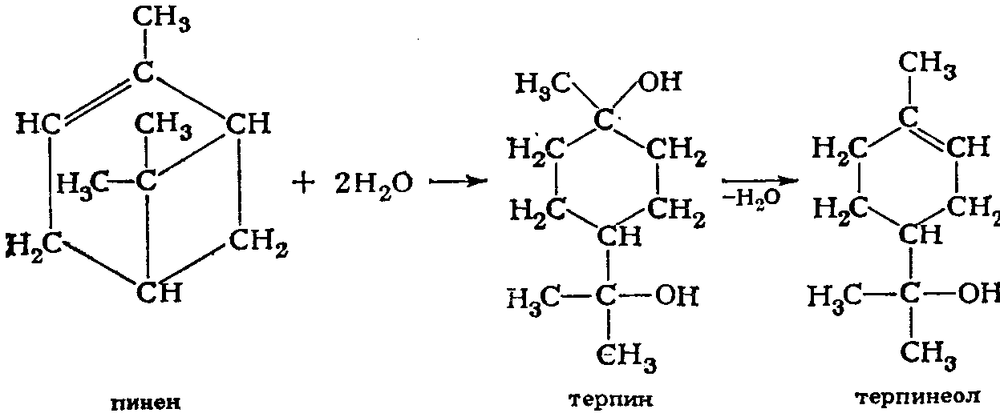 CH₃
C
HC
CH₃
CH
H₃C—C
H₂C
CH₂
CH
+ 2H₂O
H₃C
OH
C
H₂C
CH₂
H₂C
CH₂
CH
H₃C—C—OH
CH₃
−H₂O
CH₃
C
H₂C
CH
H₂C
CH₂
CH
H₃C—C—OH
CH₃
пинен
терпин
терпинеол